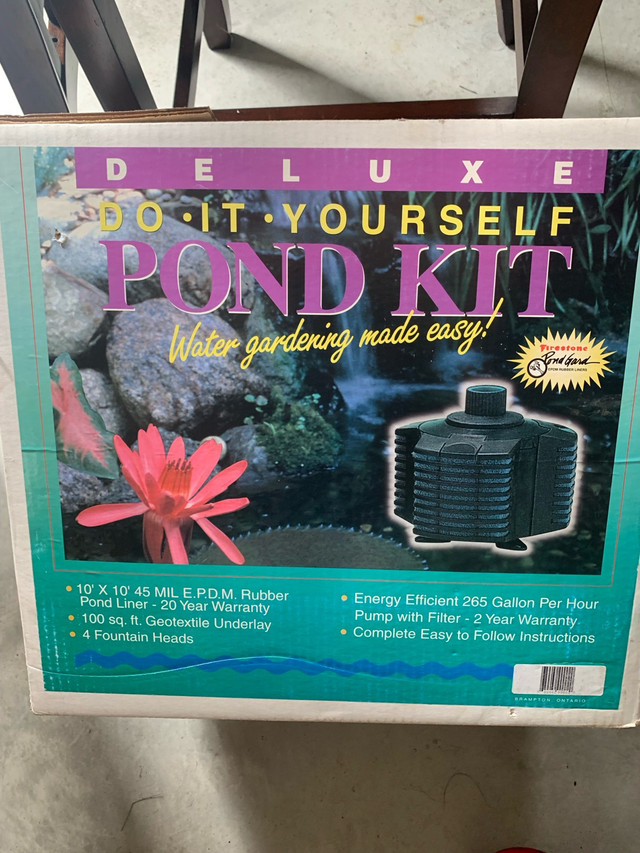 DELUXE
DO•IT•YOURSELF
POND KIT
Water gardening made easy!
Firestone
PondGard
EPDM RUBBER LINERS
• 10' X 10' 45 MIL E.P.D.M. Rubber
Pond Liner - 20 Year Warranty
• 100 sq. ft. Geotextile Underlay
• 4 Fountain Heads
• Energy Efficient 265 Gallon Per Hour
Pump with Filter - 2 Year Warranty
• Complete Easy to Follow Instructions
BRAMPTON, ONTARIO